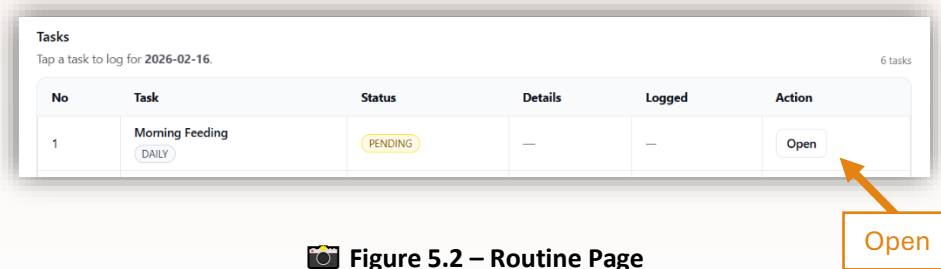 Tasks
Tap a task to log for 2026-02-16.
6 tasks
No Task Status Details Logged Action
1 Morning Feeding PENDING — — Open
DAILY
Open
📷 Figure 5.2 – Routine Page